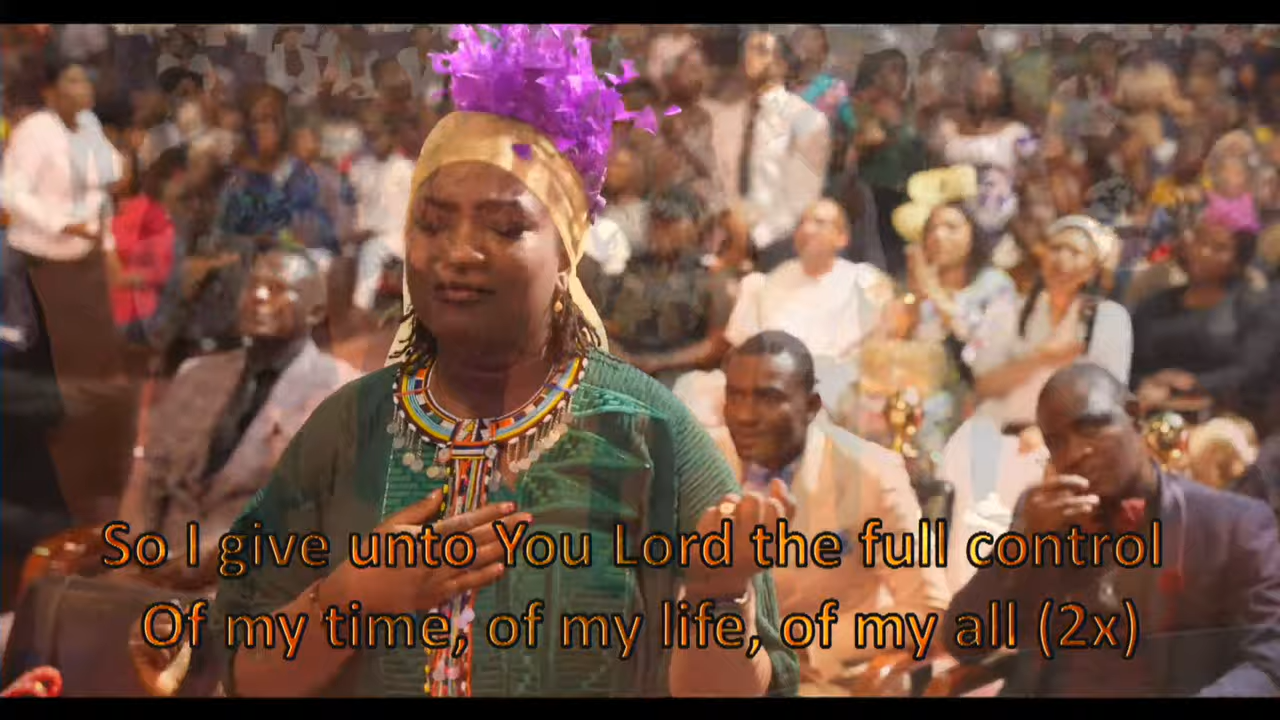 So I give unto You Lord the full control
Of my time, of my life, of my all (2x)